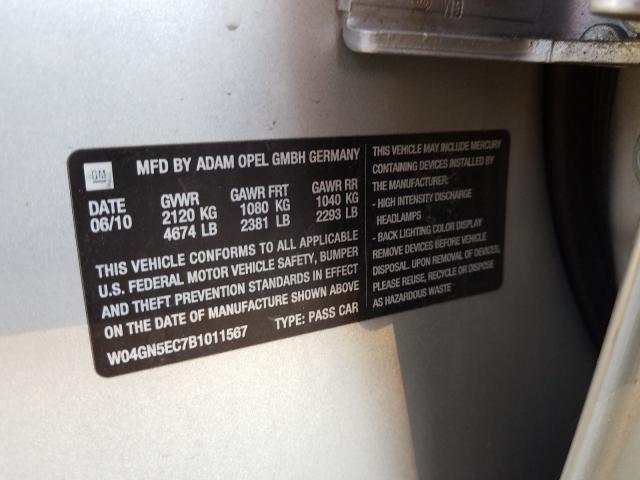 GM
MFD BY ADAM OPEL GMBH GERMANY
DATE GVWR GAWR FRT GAWR RR
06/10 2120 KG 1080 KG 1040 KG
4674 LB 2381 LB 2293 LB
THIS VEHICLE CONFORMS TO ALL APPLICABLE
U.S. FEDERAL MOTOR VEHICLE SAFETY, BUMPER
AND THEFT PREVENTION STANDARDS IN EFFECT
ON THE DATE OF MANUFACTURE SHOWN ABOVE
W04GN5EC7B1011567 TYPE: PASS CAR
THIS VEHICLE MAY INCLUDE MERCURY
CONTAINING DEVICES INSTALLED BY
THE MANUFACTURER:
- HIGH INTENSITY DISCHARGE
HEADLAMPS
- BACK LIGHTING COLOR DISPLAY
REMOVE DEVICES BEFORE VEHICLE
DISPOSAL. UPON REMOVAL OF DEVICES,
PLEASE REUSE, RECYCLE OR DISPOSE
AS HAZARDOUS WASTE